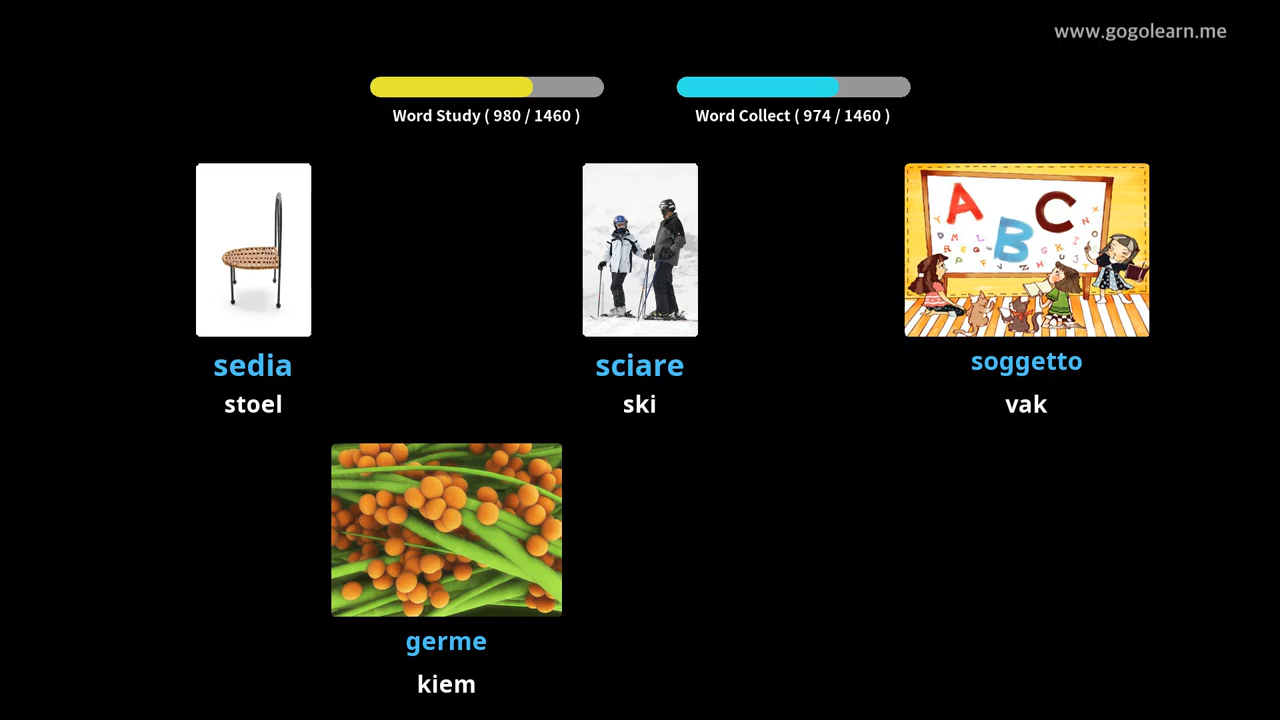 www.gogolearn.me
Word Study ( 980 / 1460 )
Word Collect ( 974 / 1460 )
A B C
sedia
stoel
sciare
ski
soggetto
vak
germe
kiem